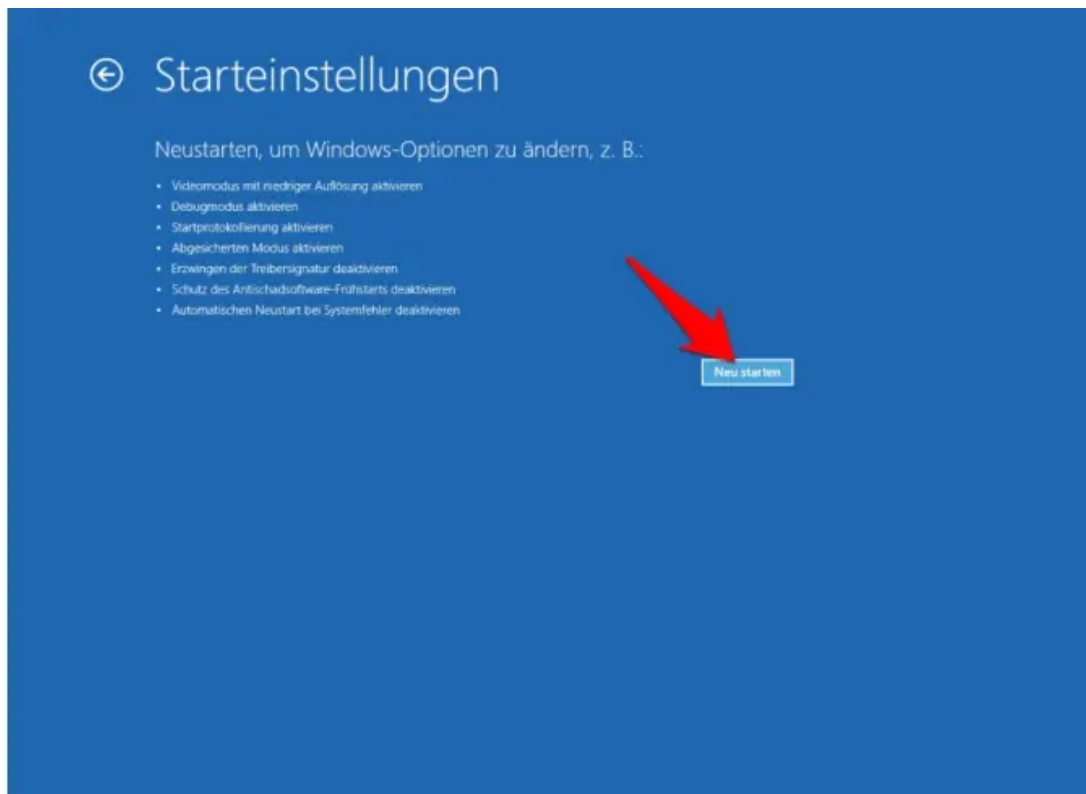 Starteinstellungen
Neustarten, um Windows-Optionen zu ändern, z. B.:
• Videomodus mit niedriger Auflösung aktivieren
• Debugmodus aktivieren
• Startprotokollierung aktivieren
• Abgesicherten Modus aktivieren
• Erzwingen der Treibersignatur deaktivieren
• Schutz des Antischadsoftware-Frühstarts deaktivieren
• Automatischen Neustart bei Systemfehler deaktivieren
Neu starten